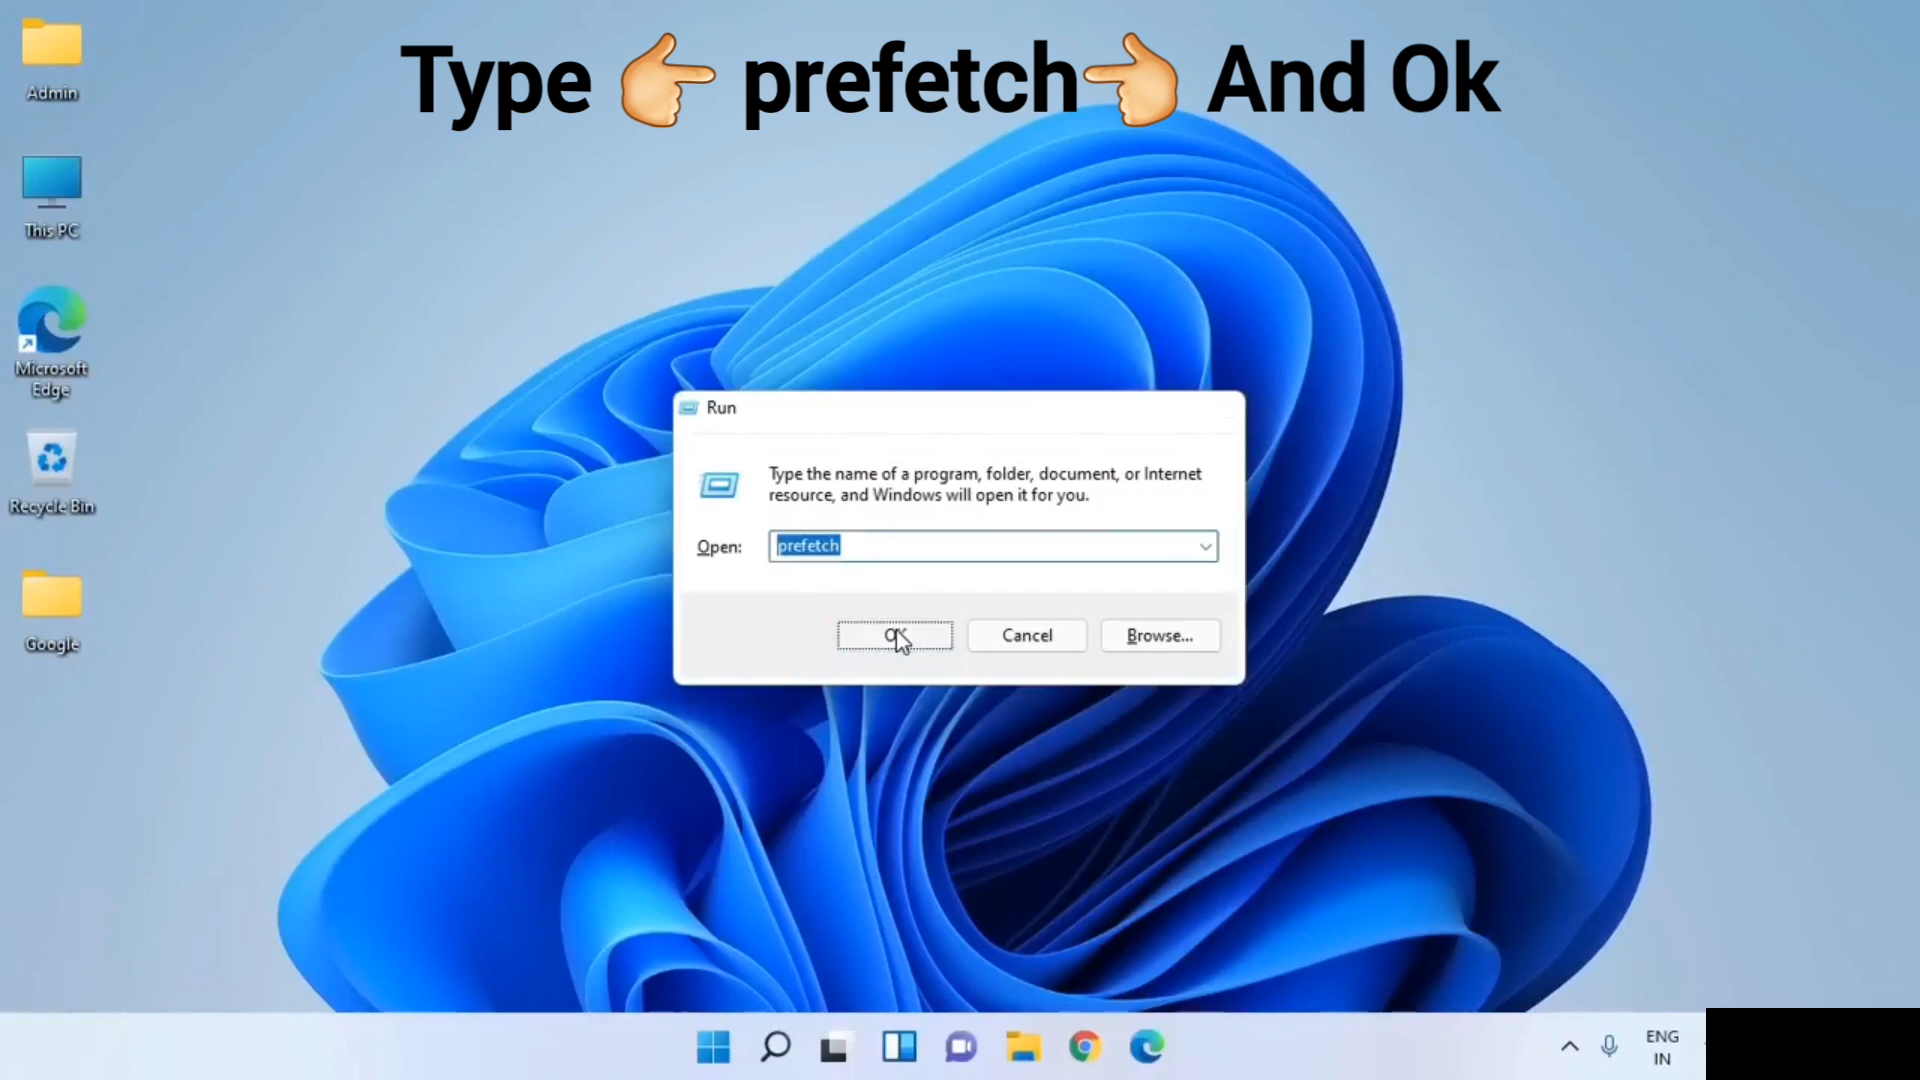 Type 👉 prefetch👈 And Ok
Admin
This PC
Microsoft
Edge
Recycle Bin
Google
Run
Type the name of a program, folder, document, or Internet
resource, and Windows will open it for you.
Open:
prefetch
OK
Cancel
Browse...
ENG
IN